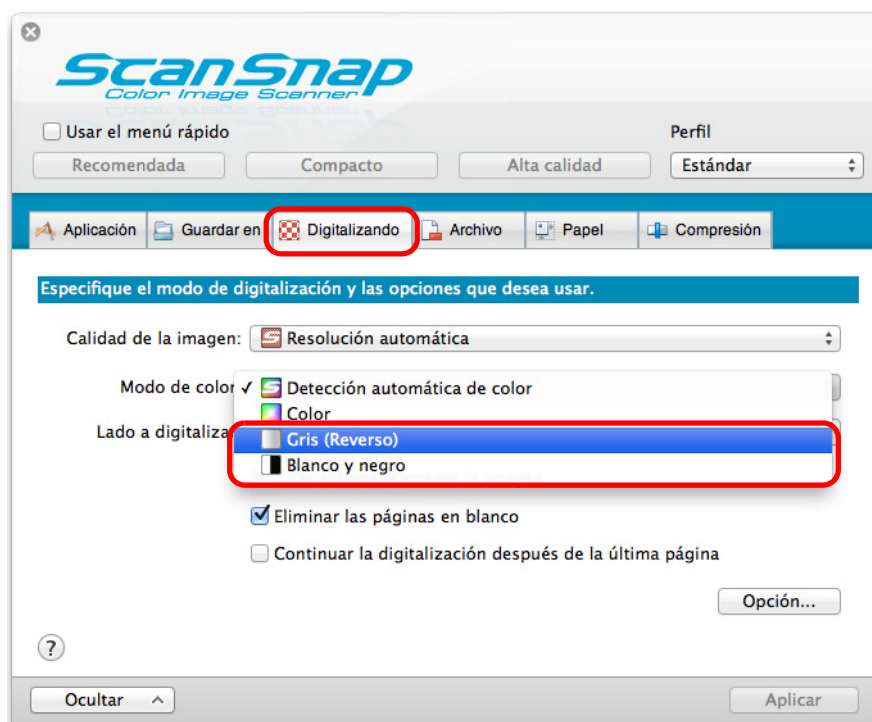 ScanSnap
Color Image Scanner
Usar el menú rápido
Perfil
Recomendada Compacto Alta calidad Estándar
Aplicación Guardar en Digitalizando Archivo Papel Compresión
Especifique el modo de digitalización y las opciones que desea usar.
Calidad de la imagen: Resolución automática
Modo de color ✓ Detección automática de color
Color
Lado a digitaliza
Gris (Reverso)
Blanco y negro
Eliminar las páginas en blanco
Continuar la digitalización después de la última página
Opción...
?
Ocultar Aplicar